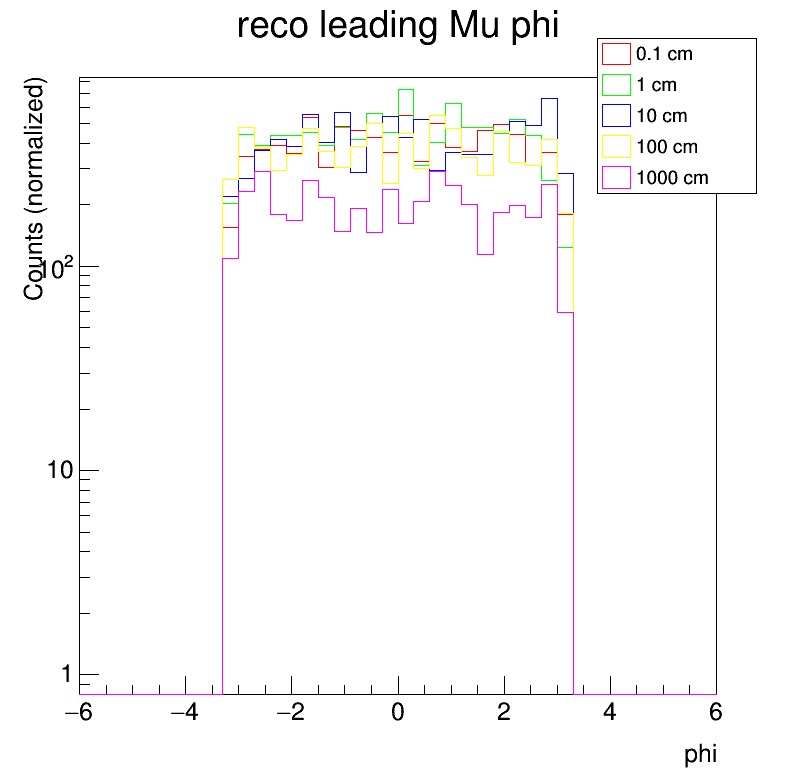 reco leading Mu phi
0.1 cm
1 cm
10 cm
100 cm
1000 cm
Counts (normalized)
10²
10
1
−6 −4 −2 0 2 4 6
phi